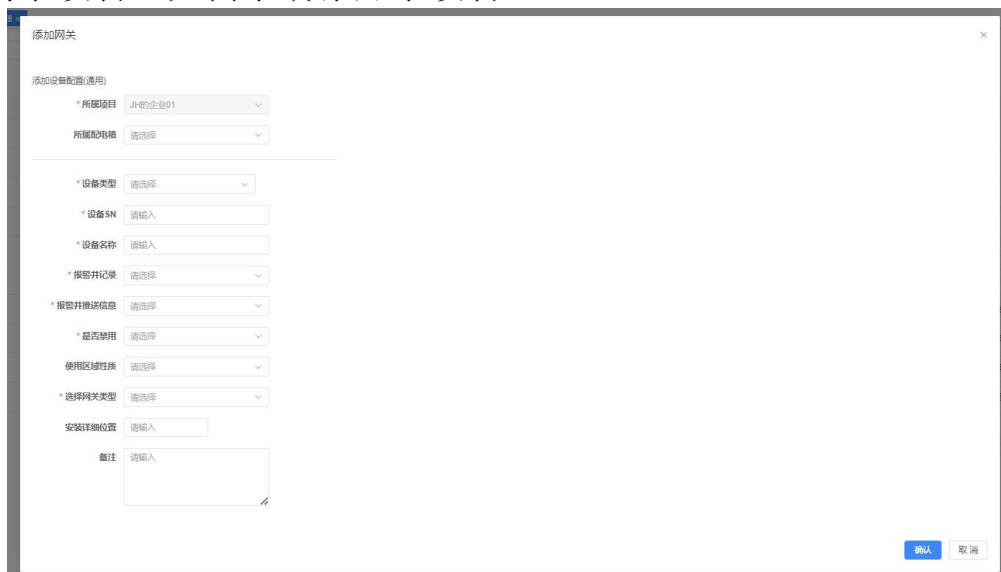 添加网关
添加设备配置(通用)
* 所属项目 JH的企业01
所属配电箱 请选择
* 设备类型 请选择
* 设备SN 请输入
* 设备名称 请输入
* 报警并记录 请选择
* 报警并推送信息 请选择
* 是否禁用 请选择
使用区域性质 请选择
* 选择网关类型 请选择
安装详细位置 请输入
备注 请输入
确认 取消